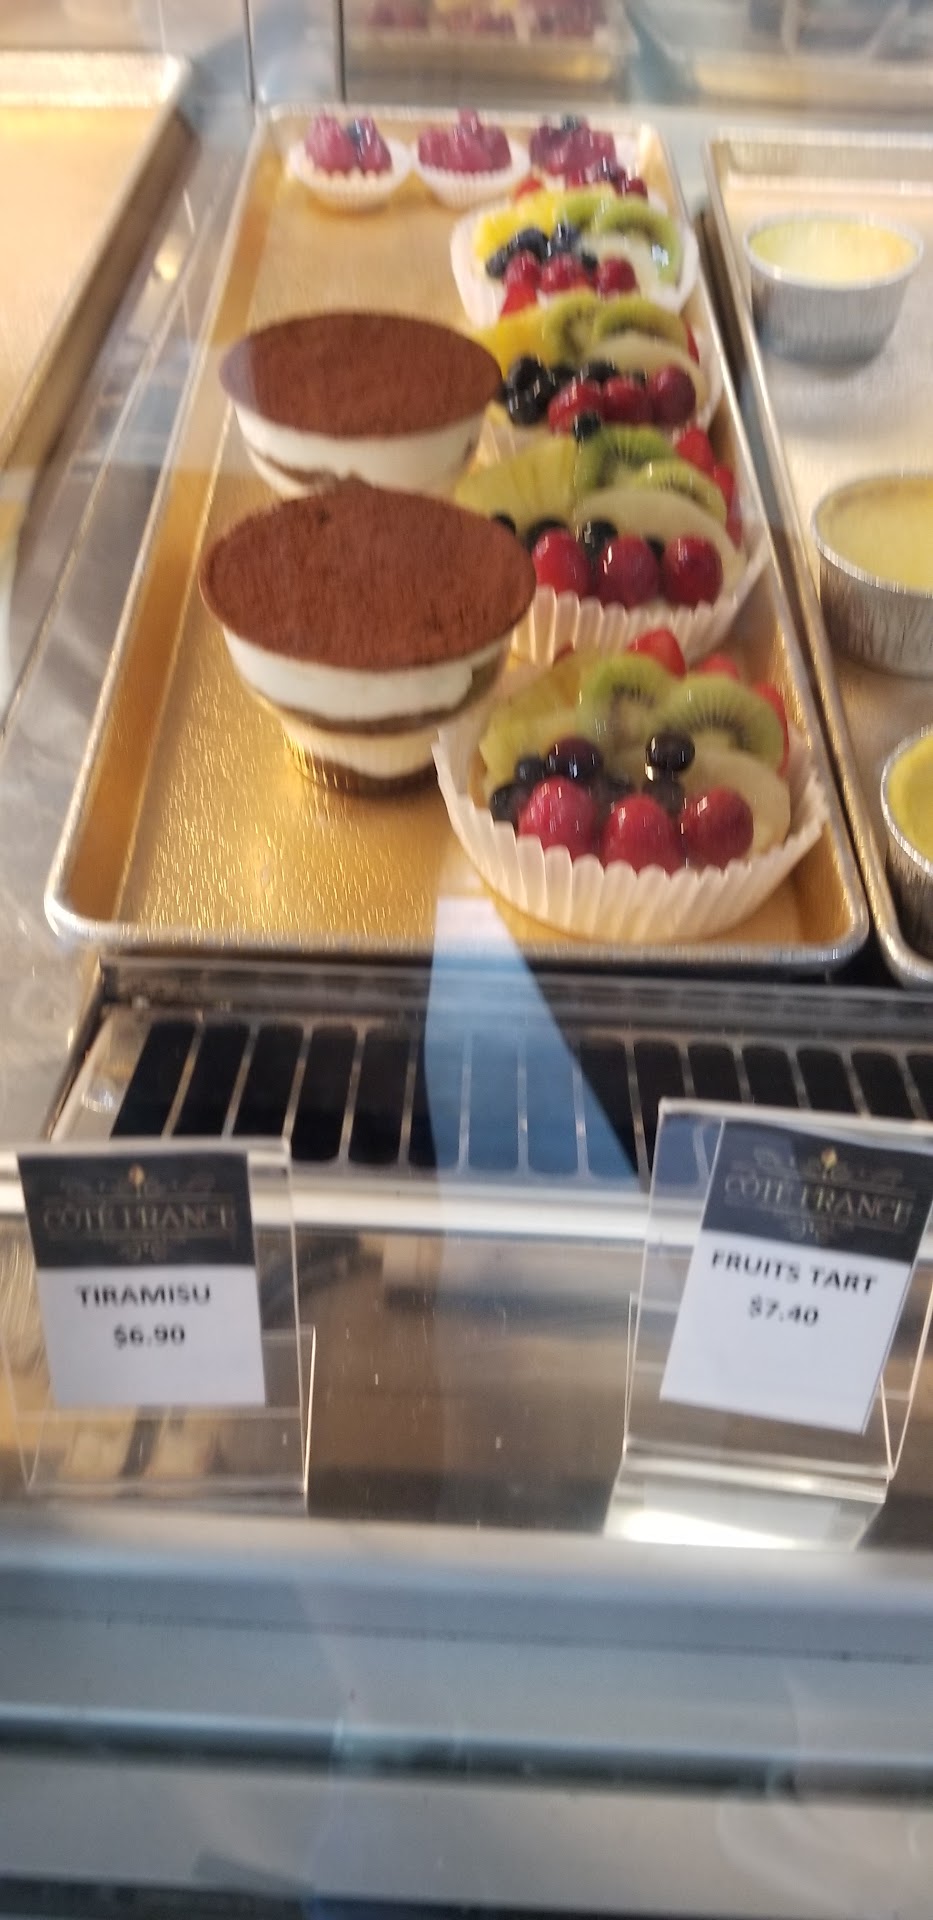 CÔTÉ FRANCE
TIRAMISU
$6.90
CÔTÉ FRANCE
FRUITS TART
$7.40